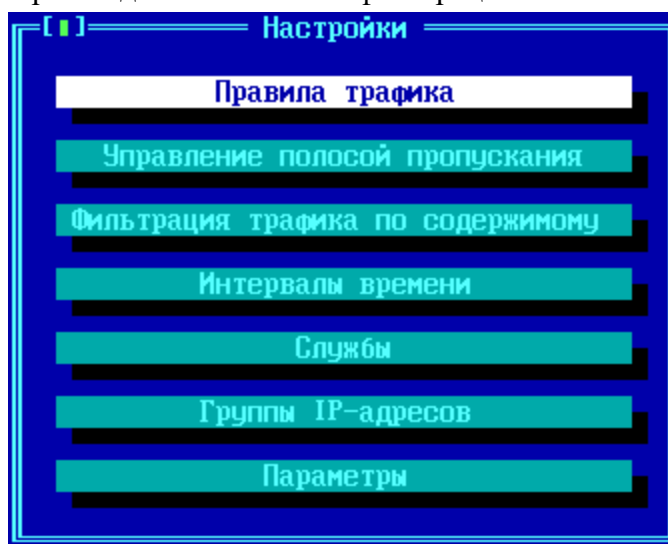 Настройки
Правила трафика
Управление полосой пропускания
Фильтрация трафика по содержимому
Интервалы времени
Службы
Группы IP-адресов
Параметры